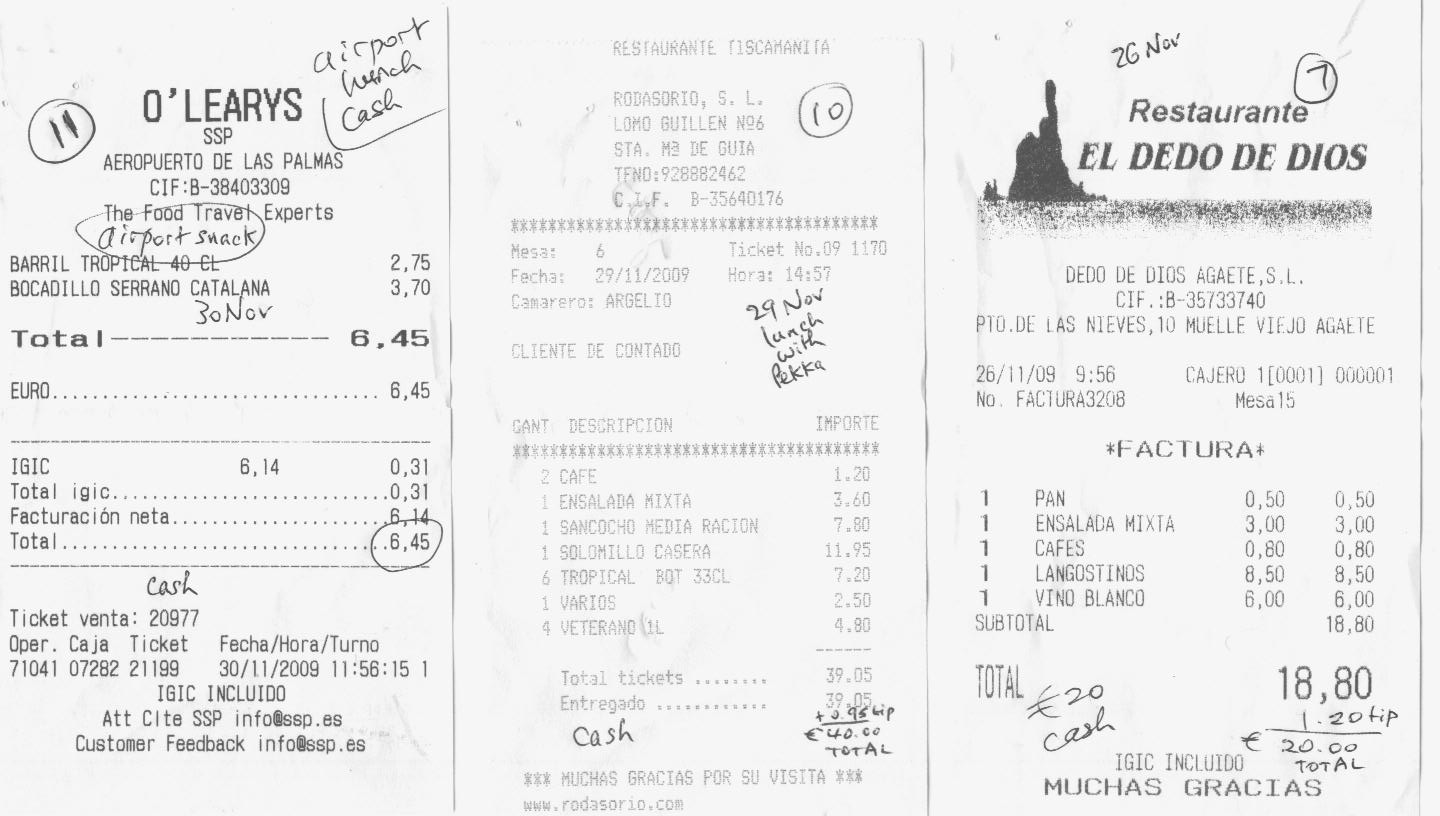 airport
lunch
cash
11
O'LEARYS
SSP
AEROPUERTO DE LAS PALMAS
CIF:B-38403309
The Food Travel Experts
airport snack
BARRIL TROPICAL 40 CL 2,75
BOCADILLO SERRANO CATALANA 3,70
30 Nov
Total------------ 6,45
EURO.............................. 6,45
IGIC 6,14 0,31
Total igic.........................0,31
Facturación neta...................6,14
Total..............................6,45
cash
Ticket venta: 20977
Oper. Caja Ticket Fecha/Hora/Turno
71041 07282 21199 30/11/2009 11:56:15 1
IGIC INCLUIDO
Att Clte SSP info@ssp.es
Customer Feedback info@ssp.es
RESTAURANTE TISCAMANITA
10
RODASORIO, S. L.
LOMO GUILLEN Nº6
STA. Mª DE GUIA
TFNO:928882462
C.I.F. B-35640176
****************************************
Mesa: 6 Ticket No.09 1170
Fecha: 29/11/2009 Hora: 14:57
Camarero: ARGELIO
29 Nov
lunch
with
Pekka
CLIENTE DE CONTADO
CANT DESCRIPCION IMPORTE
****************************************
2 CAFE 1.20
1 ENSALADA MIXTA 3.60
1 SANCOCHO MEDIA RACION 7.80
1 SOLOMILLO CASERA 11.95
6 TROPICAL BOT 33CL 7.20
1 VARIOS 2.50
4 VETERANO 1L 4.80
------
Total tickets ........ 39.05
Entregado ............ 39.05
+ 0.95 tip
Cash € 40.00
TOTAL
*** MUCHAS GRACIAS POR SU VISITA ***
www.rodasorio.com
26 Nov
7
Restaurante
EL DEDO DE DIOS
DEDO DE DIOS AGAETE,S.L.
CIF.:B-35733740
PTO.DE LAS NIEVES,10 MUELLE VIEJO AGAETE
26/11/09 9:56 CAJERO 1[0001] 000001
No. FACTURA3208 Mesa15
*FACTURA*
1 PAN 0,50 0,50
1 ENSALADA MIXTA 3,00 3,00
1 CAFES 0,80 0,80
1 LANGOSTINOS 8,50 8,50
1 VINO BLANCO 6,00 6,00
SUBTOTAL 18,80
TOTAL 18,80
€20 1.20 tip
cash € 20.00
TOTAL
IGIC INCLUIDO
MUCHAS GRACIAS